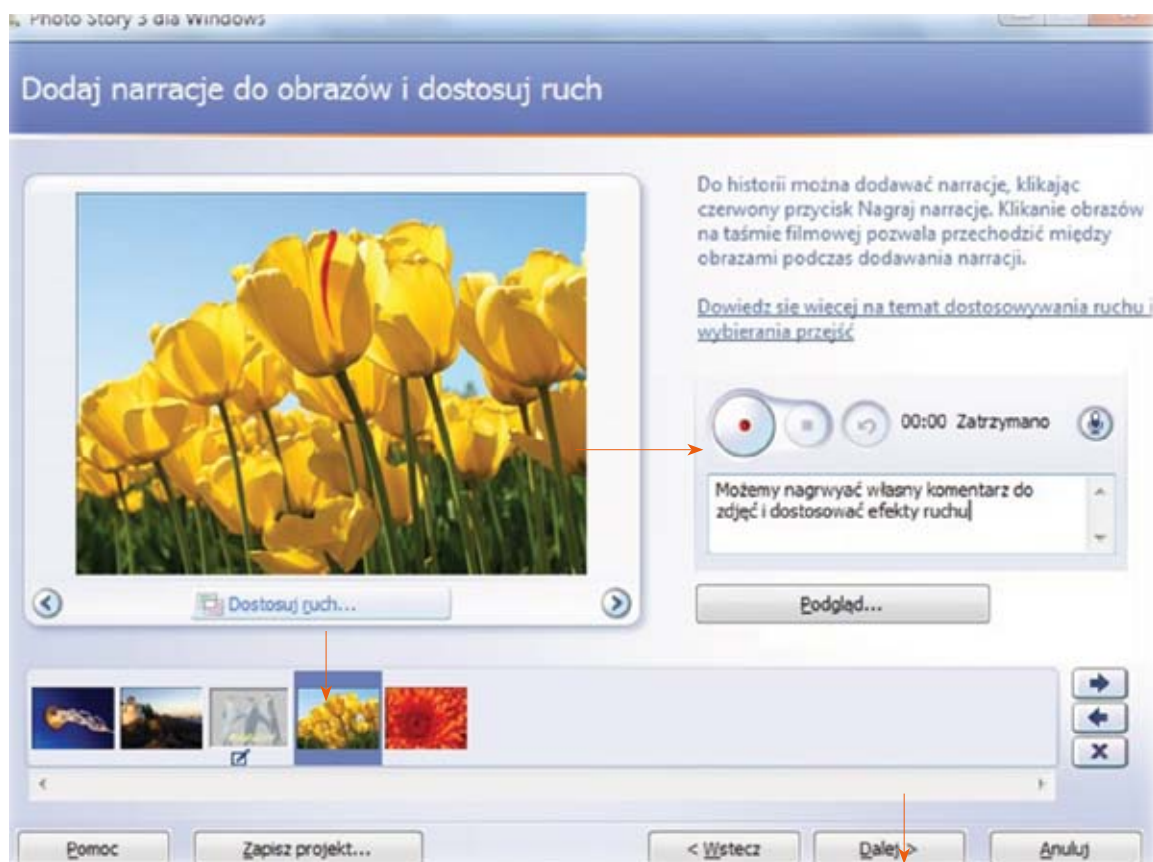 Photo Story 3 dla Windows
Dodaj narracje do obrazów i dostosuj ruch
Do historii można dodawać narracje, klikając
czerwony przycisk Nagraj narrację. Klikanie obrazów
na taśmie filmowej pozwala przechodzić między
obrazami podczas dodawania narracji.
Dowiedz się więcej na temat dostosowywania ruchu i
wybierania przejść
00:00 Zatrzymano
Możemy nagrwyać własny komentarz do
zdjęć i dostosować efekty ruchu
Dostosuj ruch...
Podgląd...
Pomoc
Zapisz projekt...
< Wstecz
Dalej >
Anuluj